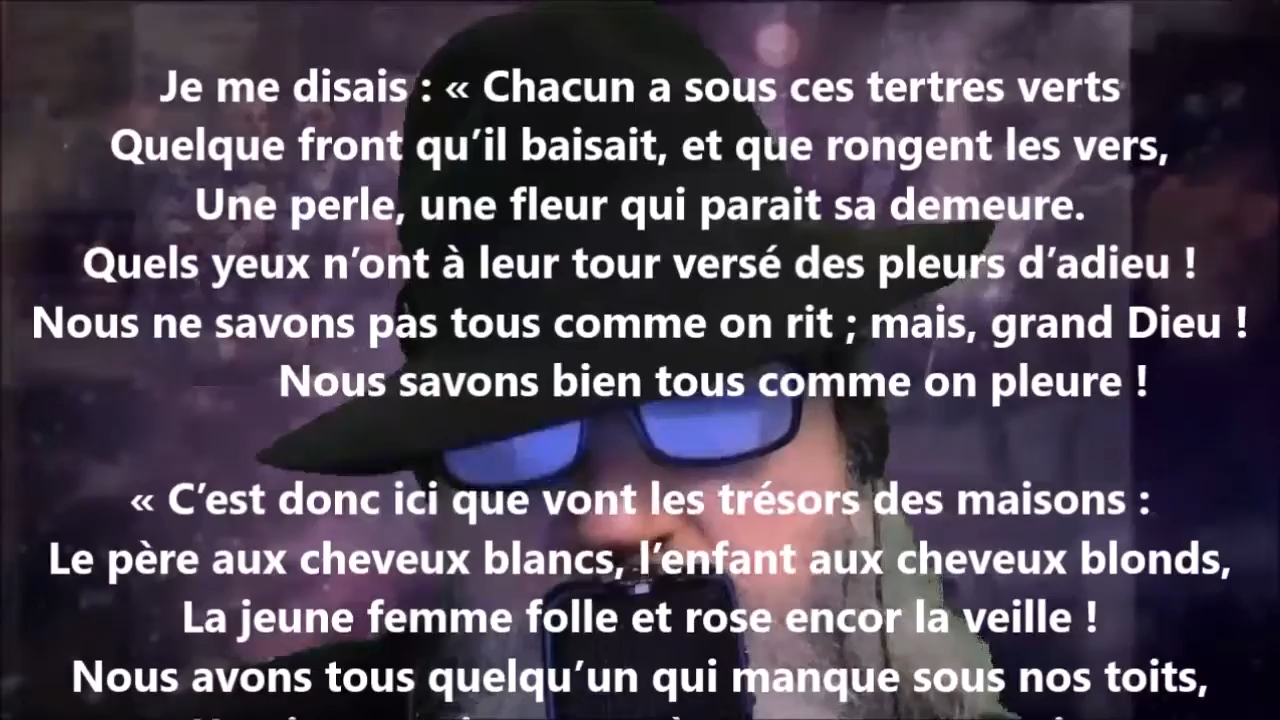 Je me disais : « Chacun a sous ces tertres verts
Quelque front qu’il baisait, et que rongent les vers,
Une perle, une fleur qui parait sa demeure.
Quels yeux n’ont à leur tour versé des pleurs d’adieu !
Nous ne savons pas tous comme on rit ; mais, grand Dieu !
Nous savons bien tous comme on pleure !
« C’est donc ici que vont les trésors des maisons :
Le père aux cheveux blancs, l’enfant aux cheveux blonds,
La jeune femme folle et rose encor la veille !
Nous avons tous quelqu’un qui manque sous nos toits,